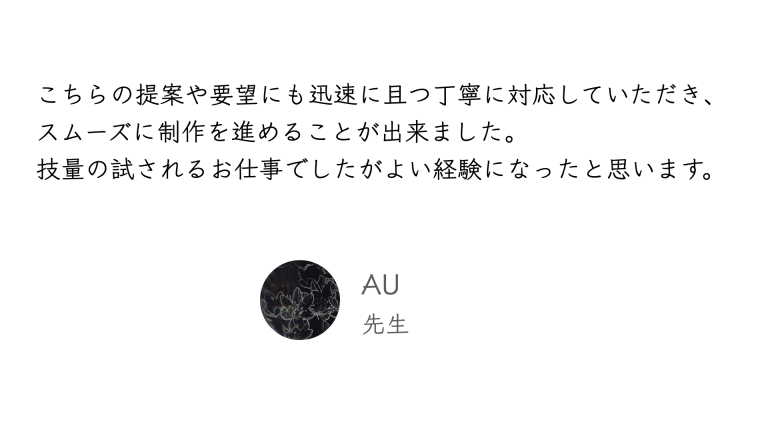 こちらの提案や要望にも迅速に且つ丁寧に対応していただき、
スムーズに制作を進めることが出来ました。
技量の試されるお仕事でしたがよい経験になったと思います。
AU
先生